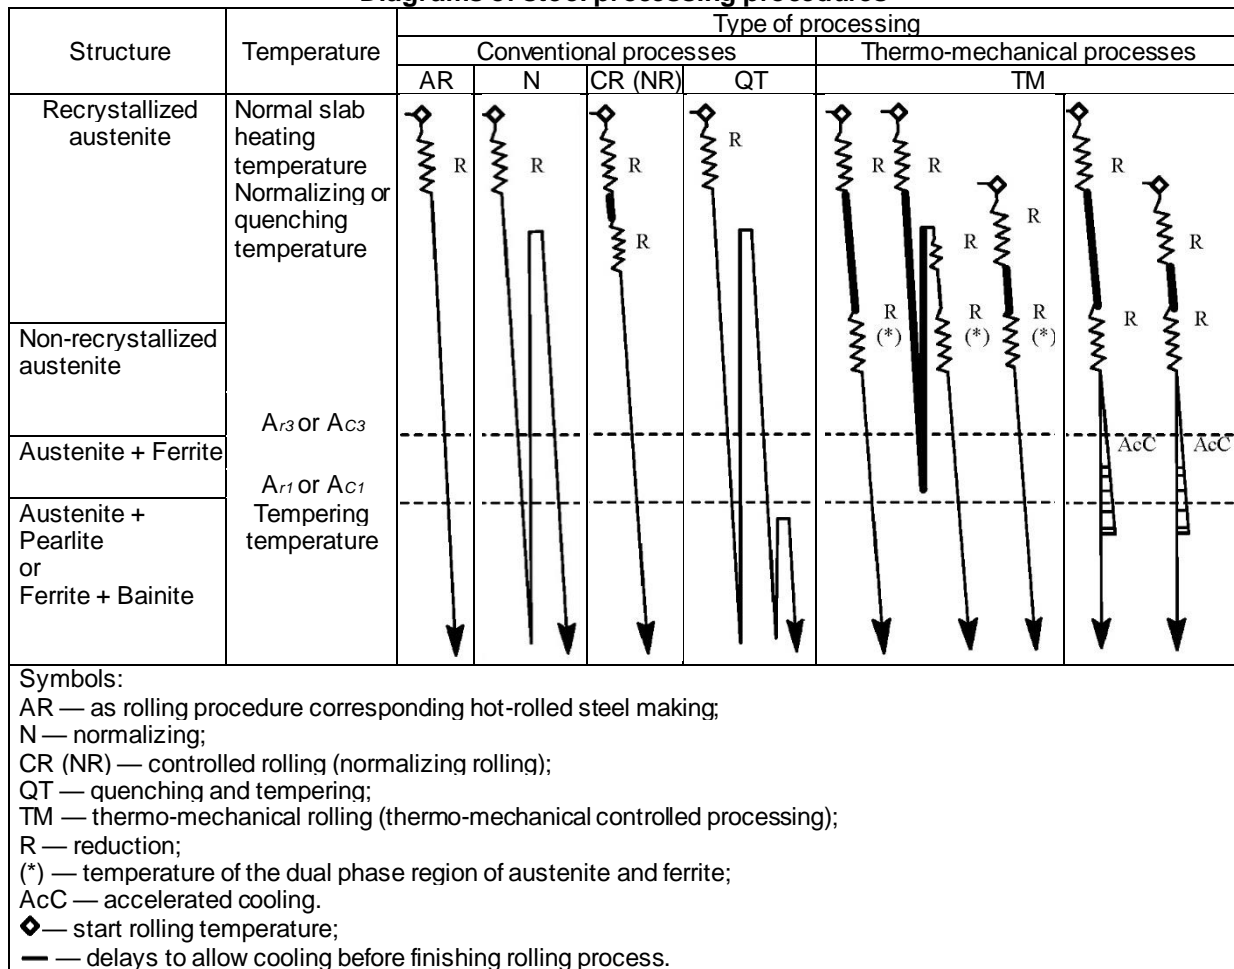 Diagrams of steel processing procedures
Structure
Temperature
Type of processing
Conventional processes
Thermo-mechanical processes
AR
N
CR (NR)
QT
TM
Recrystallized
austenite
Normal slab
heating
temperature
Normalizing or
quenching
temperature
R
R
R
R
R
R
R
R
R
R
R
R
R
(*)
R
(*)
R
(*)
R
R
Non-recrystallized
austenite
Ar3 or AC3
Austenite + Ferrite
AcC
AcC
Ar1 or AC1
Tempering
temperature
Austenite +
Pearlite
or
Ferrite + Bainite
Symbols:
AR — as rolling procedure corresponding hot-rolled steel making;
N — normalizing;
CR (NR) — controlled rolling (normalizing rolling);
QT — quenching and tempering;
TM — thermo-mechanical rolling (thermo-mechanical controlled processing);
R — reduction;
(*) — temperature of the dual phase region of austenite and ferrite;
AcC — accelerated cooling.
— start rolling temperature;
— delays to allow cooling before finishing rolling process.